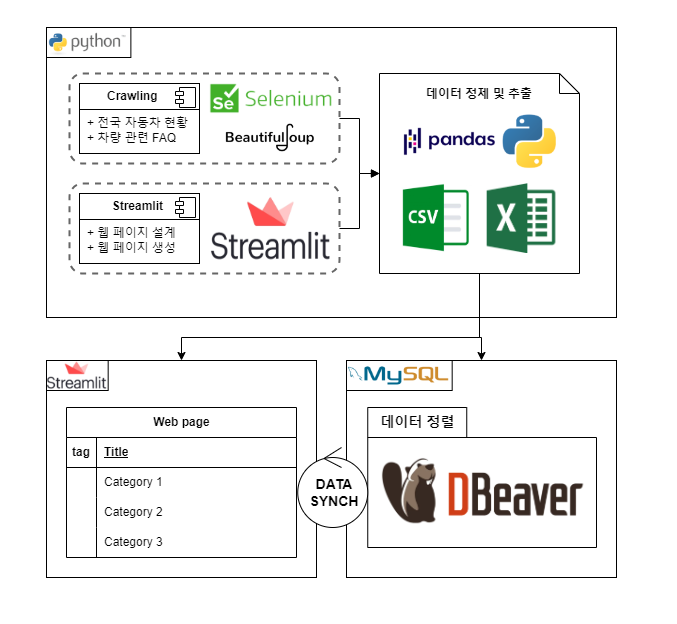 python™
Crawling
+ 전국 자동자 현황
+ 차량 관련 FAQ
Se Selenium
BeautifulSoup
Streamlit
+ 웹 페이지 설계
+ 웹 페이지 생성
Streamlit
데이터 정제 및 추출
pandas
CSV
X
Streamlit
Web page
tag Title
Category 1
Category 2
Category 3
DATA
SYNCH
MySQL
데이터 정렬
DBeaver